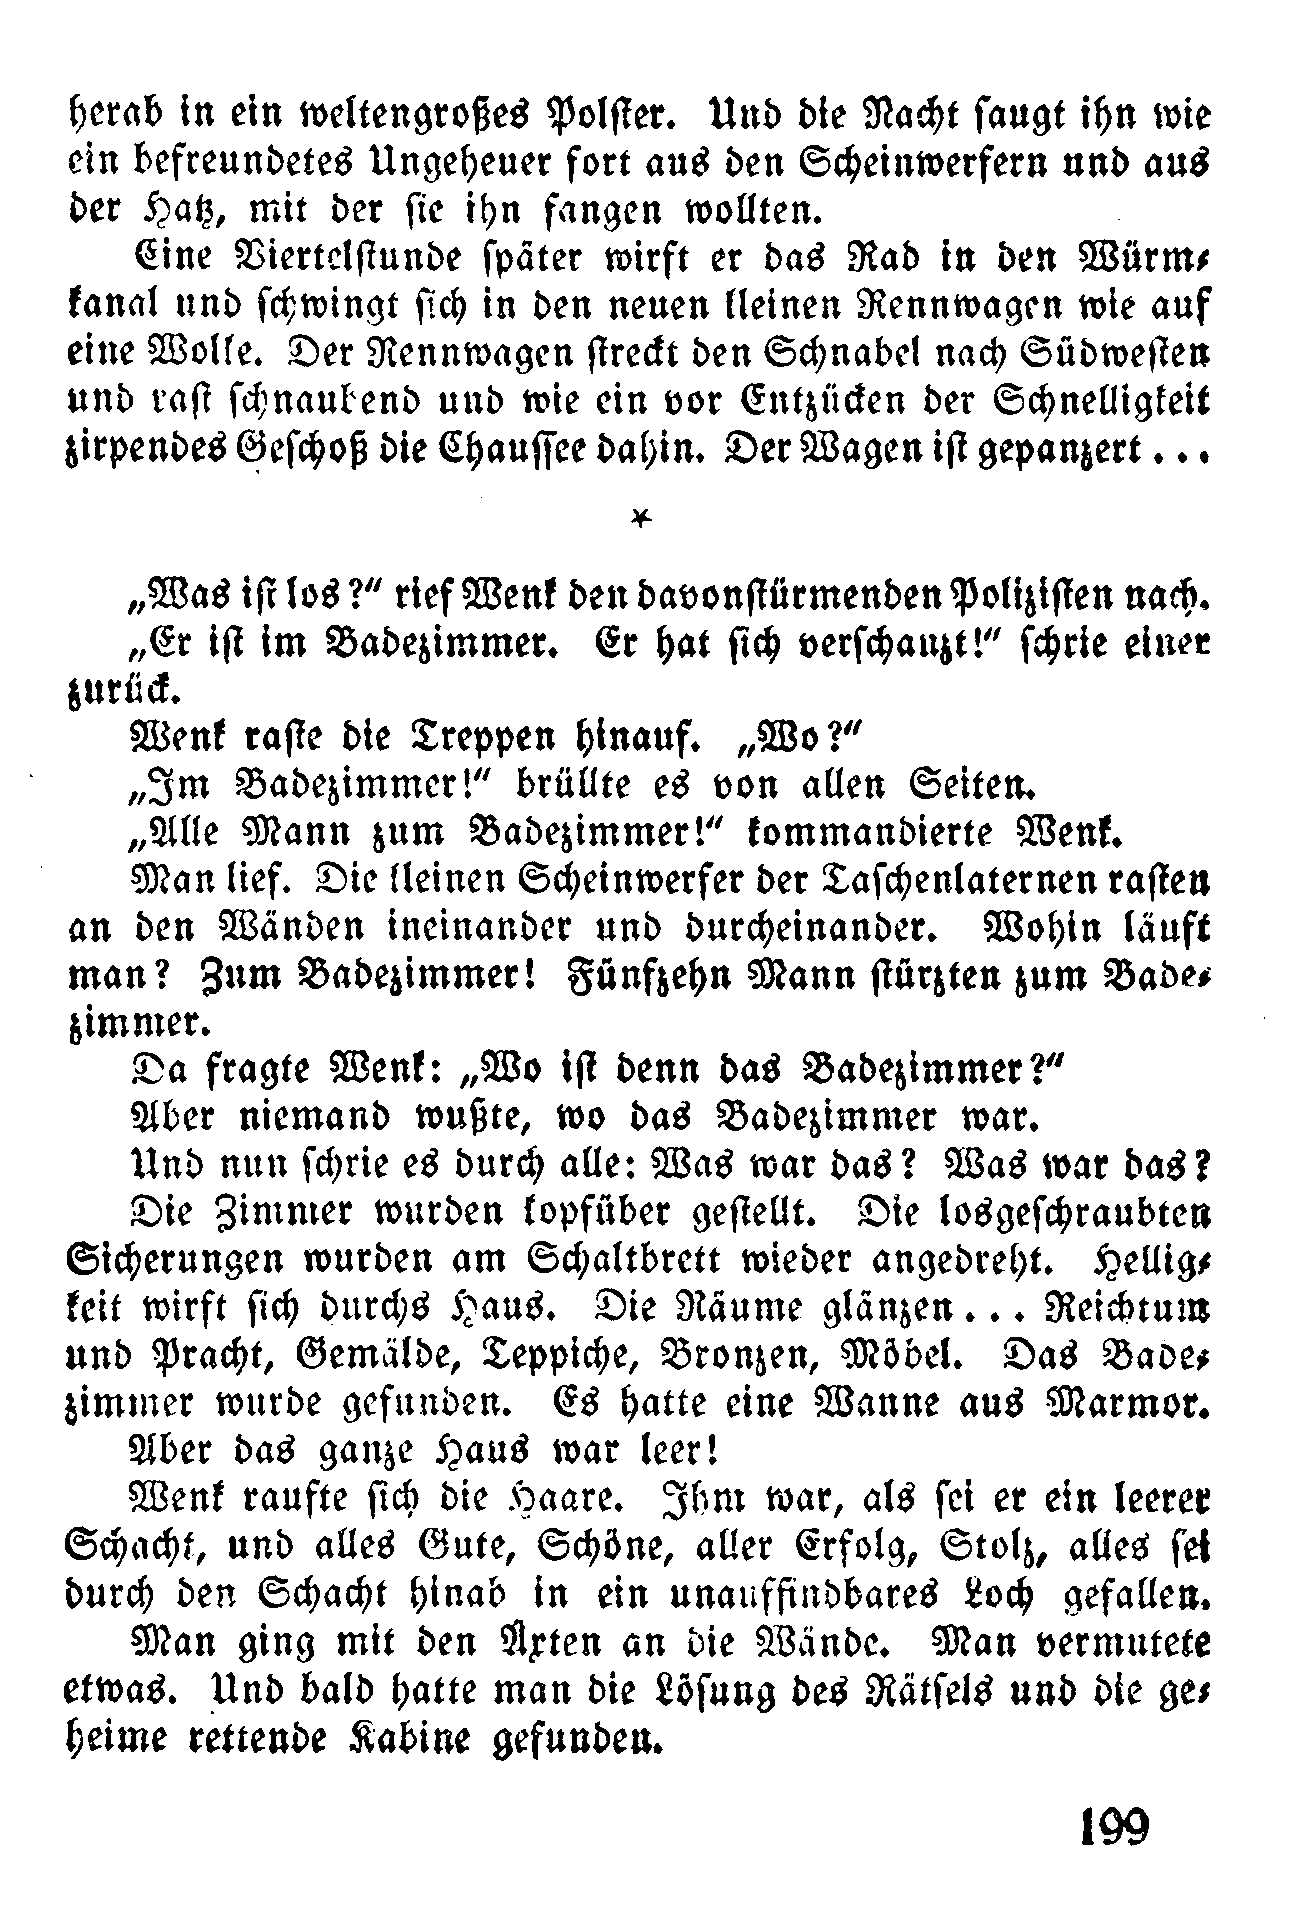 herab in ein weltengroßes Polster. Und die Nacht saugt ihn wie
ein befreundetes Ungeheuer fort aus den Scheinwerfern und aus
der Hatz, mit der sie ihn fangen wollten.
Eine Viertelstunde später wirft er das Rad in den Würm-
kanal und schwingt sich in den neuen kleinen Rennwagen wie auf
eine Wolke. Der Rennwagen streckt den Schnabel nach Südwesten
und rast schnaubend und wie ein vor Entzücken der Schnelligkeit
zirpendes Geschoß die Chaussee dahin. Der Wagen ist gepanzert . . .
*
„Was ist los?“ rief Wenk den davonstürmenden Polizisten nach.
„Er ist im Badezimmer. Er hat sich verschanzt!“ schrie einer
zurück.
Wenk raste die Treppen hinauf. „Wo?“
„Im Badezimmer!“ brüllte es von allen Seiten.
„Alle Mann zum Badezimmer!“ kommandierte Wenk.
Man lief. Die kleinen Scheinwerfer der Taschenlaternen rasten
an den Wänden ineinander und durcheinander. Wohin läuft
man? Zum Badezimmer! Fünfzehn Mann stürzten zum Bade-
zimmer.
Da fragte Wenk: „Wo ist denn das Badezimmer?“
Aber niemand wußte, wo das Badezimmer war.
Und nun schrie es durch alle: Was war das? Was war das?
Die Zimmer wurden kopfüber gestellt. Die losgeschraubten
Sicherungen wurden am Schaltbrett wieder angedreht. Hellig-
keit wirft sich durchs Haus. Die Räume glänzen . . . Reichtum
und Pracht, Gemälde, Teppiche, Bronzen, Möbel. Das Bade-
zimmer wurde gefunden. Es hatte eine Wanne aus Marmor.
Aber das ganze Haus war leer!
Wenk raufte sich die Haare. Ihm war, als sei er ein leerer
Schacht, und alles Gute, Schöne, aller Erfolg, Stolz, alles sei
durch den Schacht hinab in ein unauffindbares Loch gefallen.
Man ging mit den Äxten an die Wände. Man vermutete
etwas. Und bald hatte man die Lösung des Rätsels und die ge-
heime rettende Kabine gefunden.
199